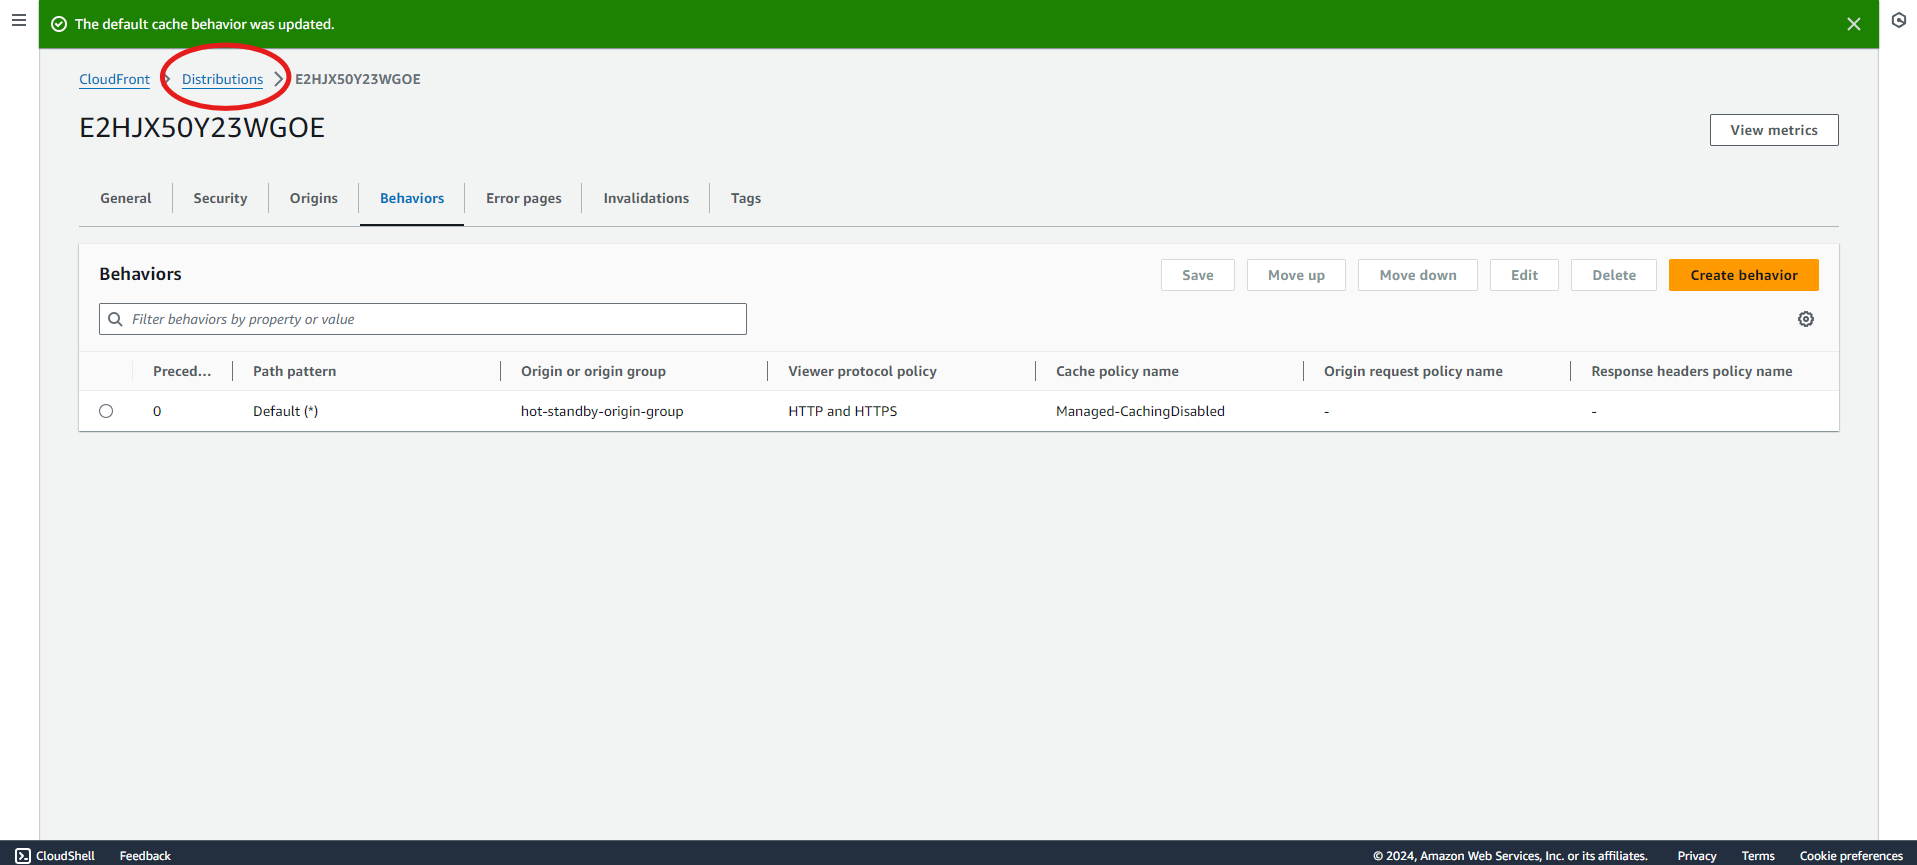 The default cache behavior was updated.
CloudFront Distributions E2HJX50Y23WGOE
E2HJX50Y23WGOE
View metrics
General Security Origins Behaviors Error pages Invalidations Tags
Behaviors
Save Move up Move down Edit Delete Create behavior
Filter behaviors by property or value
Preced... Path pattern Origin or origin group Viewer protocol policy Cache policy name Origin request policy name Response headers policy name
0 Default (*) hot-standby-origin-group HTTP and HTTPS Managed-CachingDisabled - -
CloudShell Feedback © 2024, Amazon Web Services, Inc. or its affiliates. Privacy Terms Cookie preferences